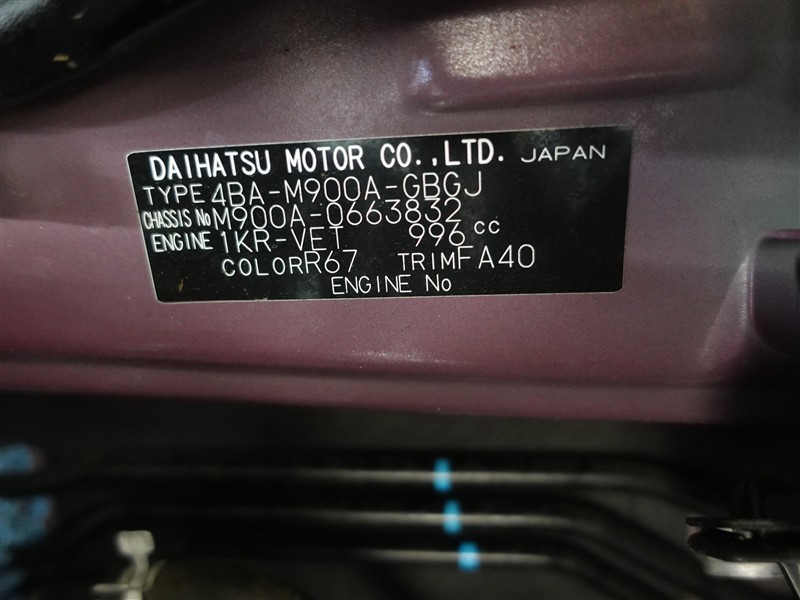 DAIHATSU MOTOR CO.,LTD. JAPAN
TYPE 4BA-M900A-GBGJ
CHASSIS No M900A-0663832
ENGINE 1KR-VET 996 cc
COLOR R67 TRIM FA40
ENGINE No